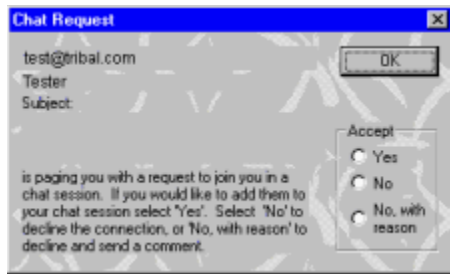 Chat Request
test@tribal.com
OK
Tester
Subject:
Accept
Yes
No
No, with
reason
is paging you with a request to join you in a
chat session. If you would like to add them to
your chat session select 'Yes'. Select 'No' to
decline the connection, or 'No, with reason' to
decline and send a comment.